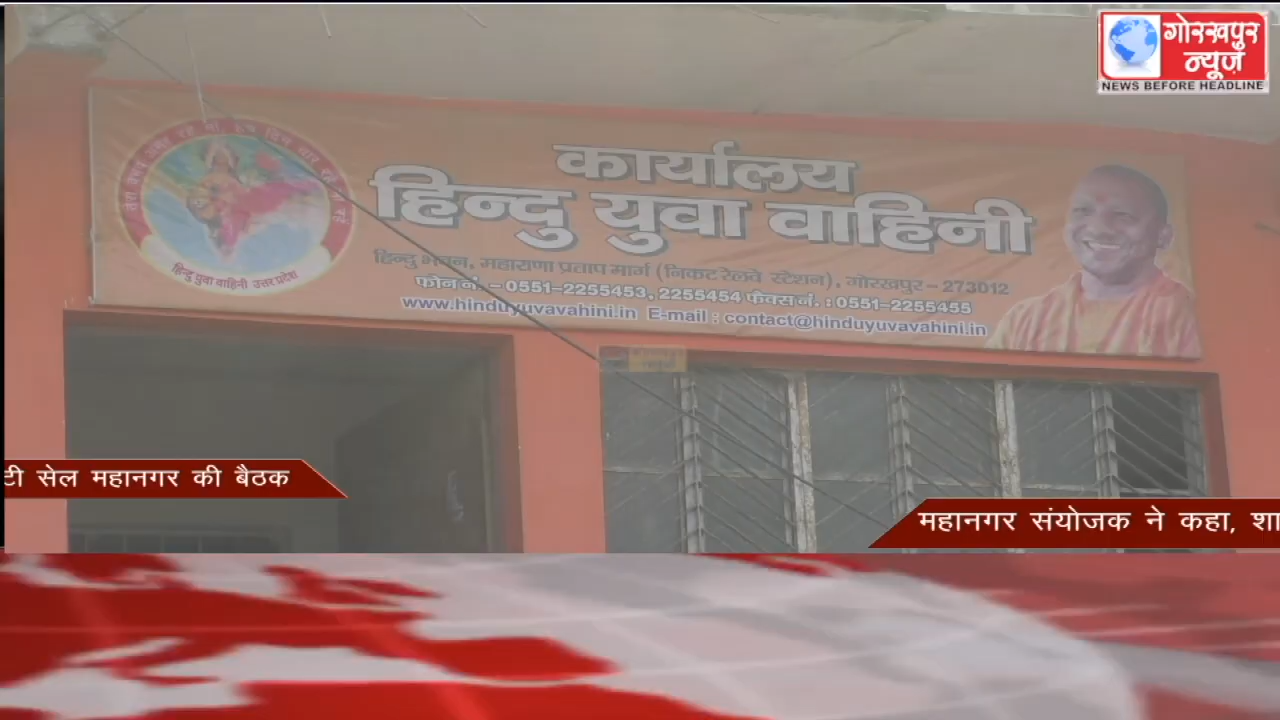 गोरखपुर
न्यूज़
NEWS BEFORE HEADLINE
कार्यालय
हिन्दु युवा वाहिनी
हिन्दु भवन, महाराणा प्रताप मार्ग (निकट रेलवे स्टेशन), गोरखपुर – 273012
फोन नं. – 0551–2255453, 2255454 फैक्स नं. : 0551–2255455
www.hinduyuvavahini.in E-mail : contact@hinduyuvavahini.in
हिन्दु युवा वाहिनी उत्तर प्रदेश
टी सेल महानगर की बैठक
महानगर संयोजक ने कहा, शा